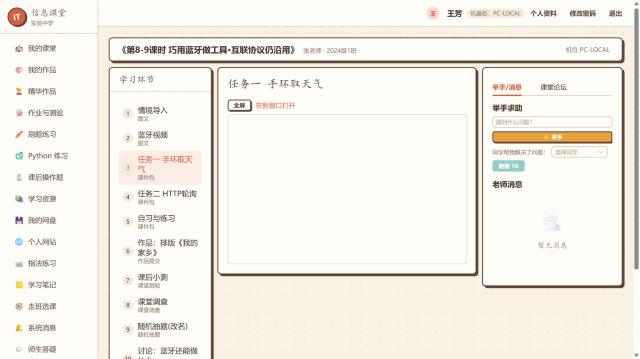 IT
信息课堂
实验中学
王
王芳
机器名: PC-LOCAL
个人资料
修改密码
退出
我的课堂
我的作品
精华作品
作业与测验
刷题练习
Python 练习
课后操作题
学习资源
我的网盘
个人网站
指法练习
学习笔记
走班选课
系统消息
师生答疑
《第8-9课时 巧用蓝牙做工具·互联协议仍沿用》
张老师 · 2024级1班
机位 PC-LOCAL
学习环节
1
情境导入
图文
2
蓝牙视频
图文
3
任务一 手环取天气
课件包
4
任务二 HTTP轮询
课件包
5
自习与练习
课件包
6
作品：排版《我的家乡》
作品提交
7
课后小测
课堂测验
8
课堂调查
课堂调查
9
随机抽题(改名)
课堂测验
讨论：蓝牙还能做
任务一 手环取天气
全屏
在新窗口打开
举手/消息
课堂论坛
举手求助
遇到什么问题?
举手
同学帮我解决了问题:
选择同学
谢谢 TA
老师消息
暂无消息